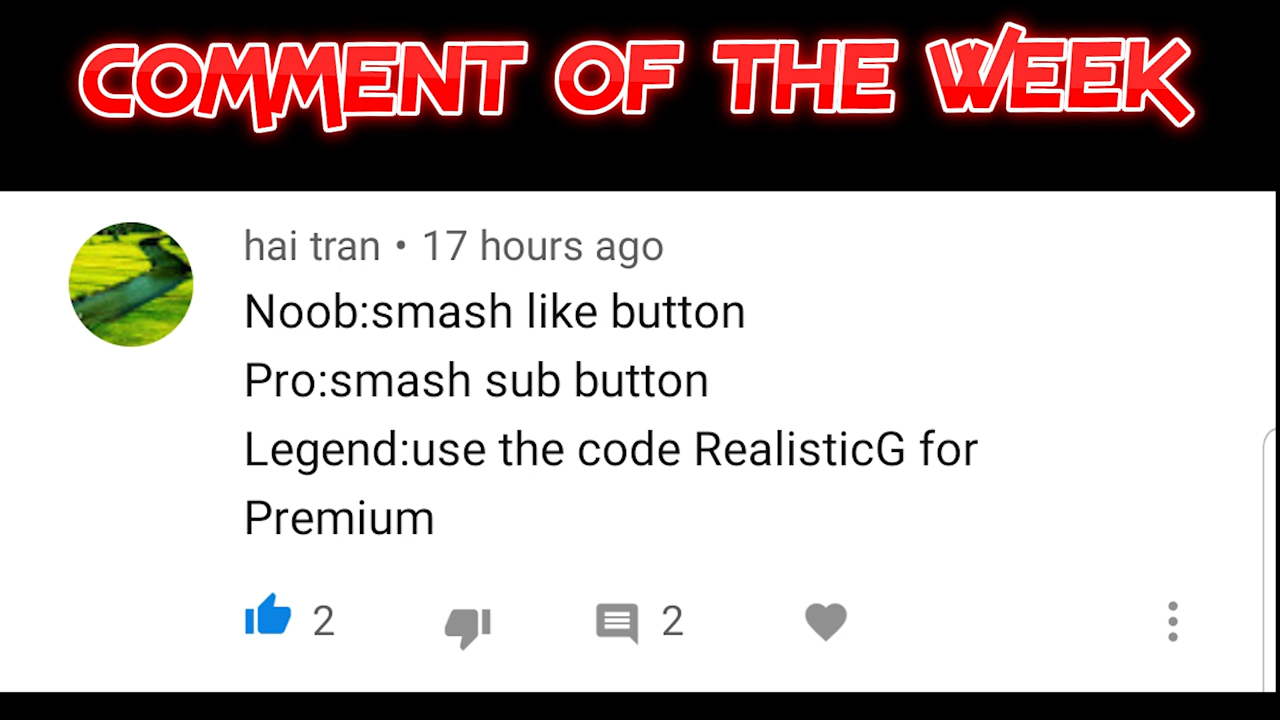 COMMENT OF THE WEEK
hai tran • 17 hours ago
Noob:smash like button
Pro:smash sub button
Legend:use the code RealisticG for
Premium
2 2